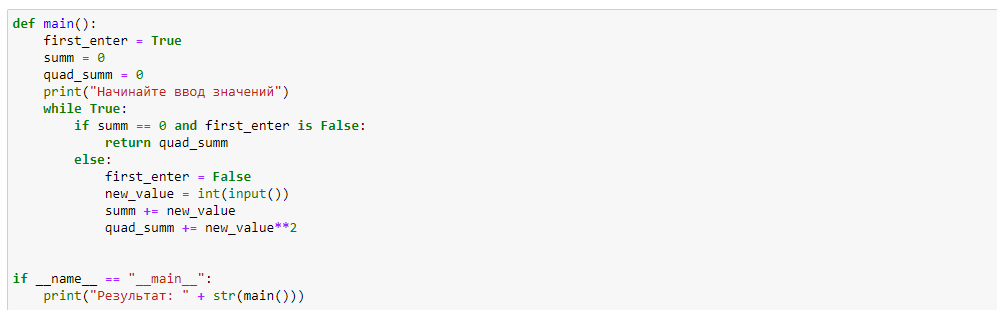 def main():
    first_enter = True
    summ = 0
    quad_summ = 0
    print("Начинайте ввод значений")
    while True:
        if summ == 0 and first_enter is False:
            return quad_summ
        else:
            first_enter = False
            new_value = int(input())
            summ += new_value
            quad_summ += new_value**2
if __name__ == "__main__":
    print("Результат: " + str(main()))